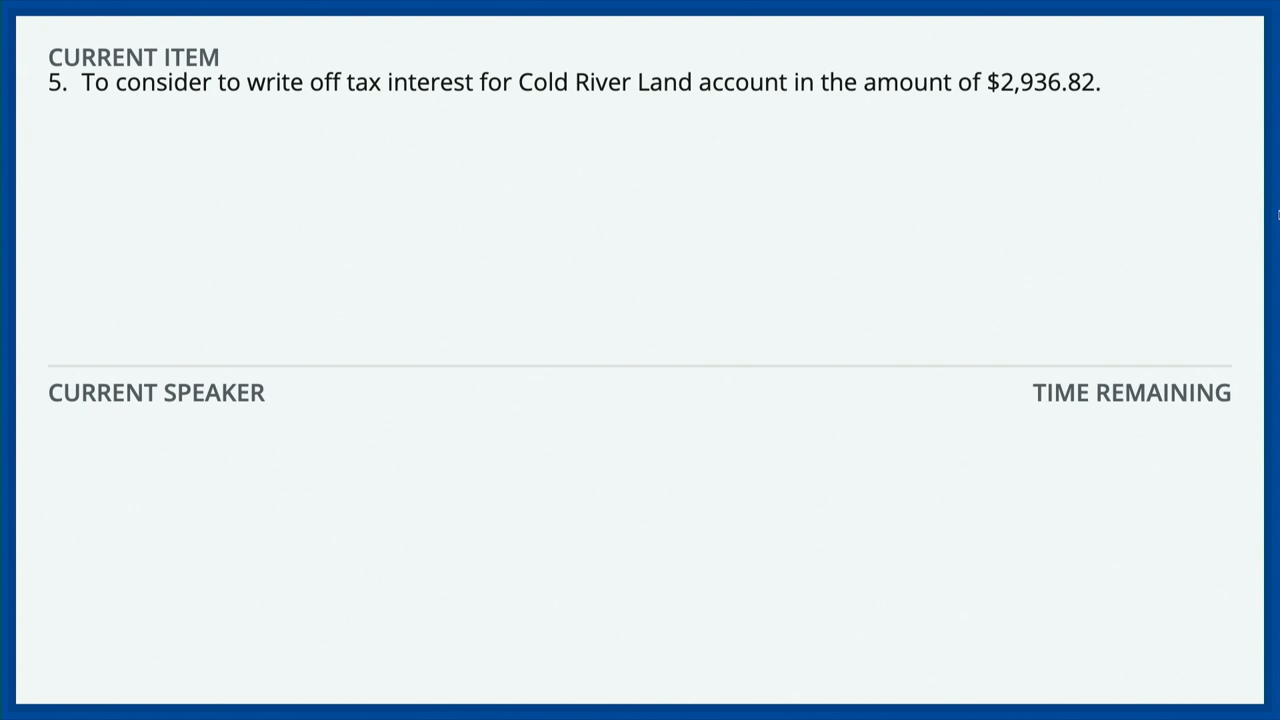 CURRENT ITEM
5. To consider to write off tax interest for Cold River Land account in the amount of $2,936.82.
CURRENT SPEAKER
TIME REMAINING